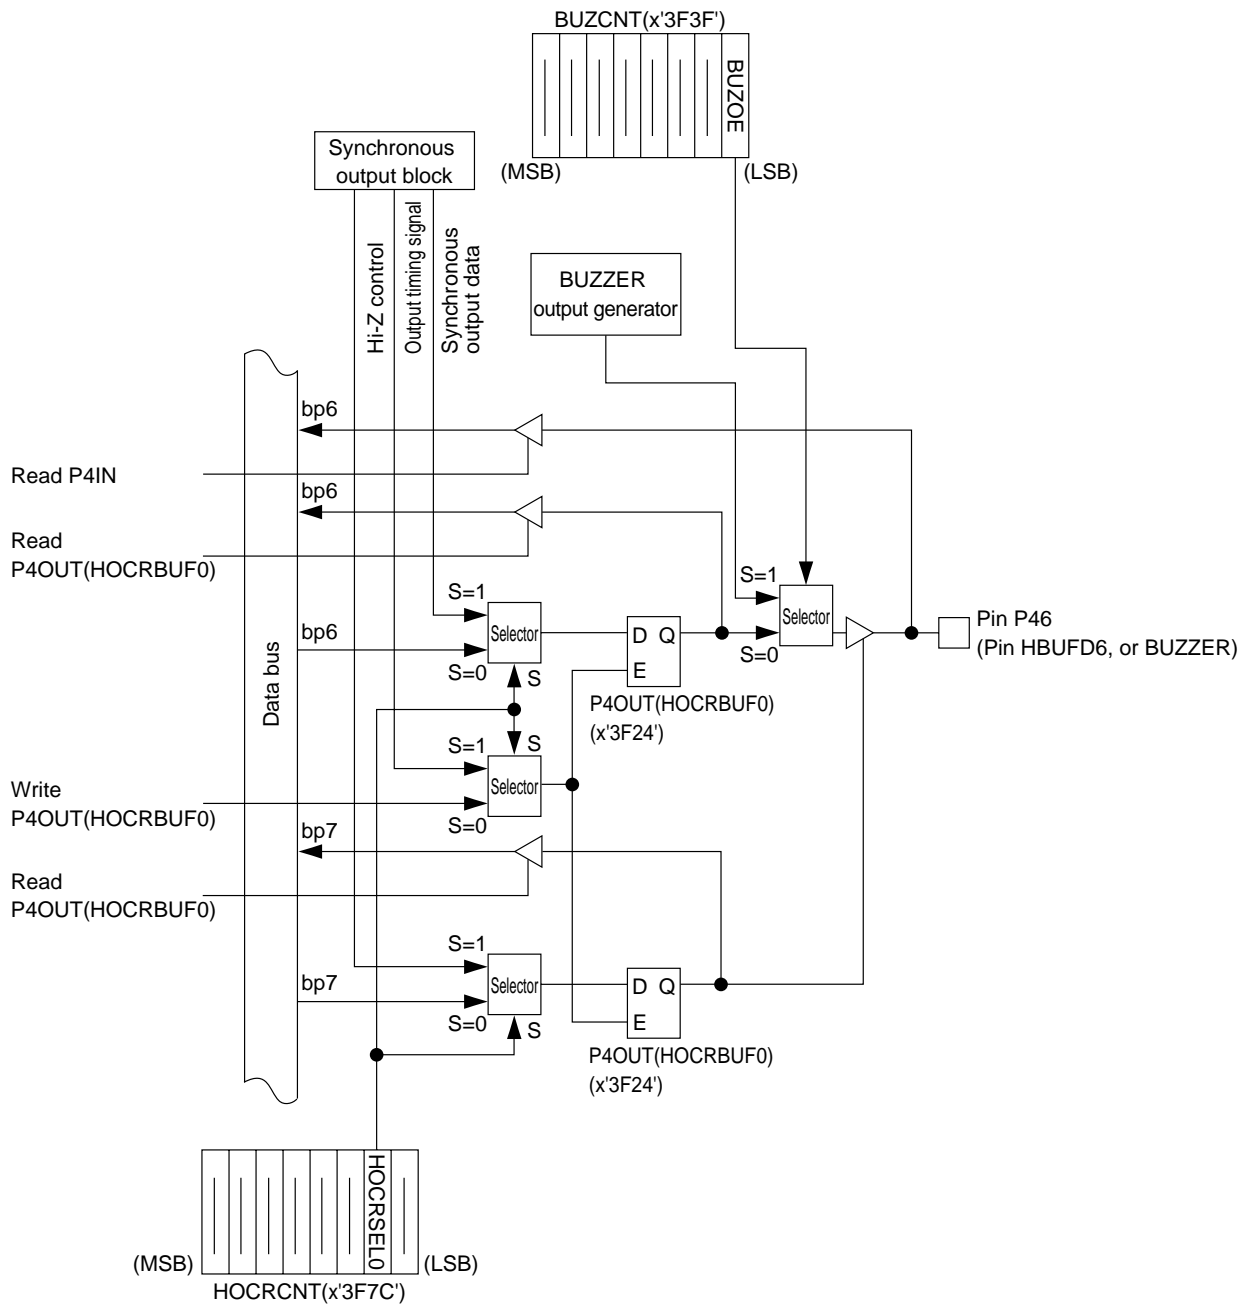 BUZCNT(x'3F3F')
BUZOE
(MSB)
(LSB)
Synchronous
output block
Hi-Z control
Output timing signal
Synchronous
output data
BUZZER
output generator
bp6
Read P4IN
bp6
Read
P4OUT(HOCRBUF0)
S=1
Selector
S=0
Pin P46
(Pin HBUFD6, or BUZZER)
S=1
Selector
bp6
S=0
S
D Q
E
P4OUT(HOCRBUF0)
(x'3F24')
Data bus
S
S=1
Selector
S=0
Write
P4OUT(HOCRBUF0)
bp7
Read
P4OUT(HOCRBUF0)
S=1
Selector
bp7
S=0
S
D Q
E
P4OUT(HOCRBUF0)
(x'3F24')
HOCRSEL0
(MSB)
(LSB)
HOCRCNT(x'3F7C')